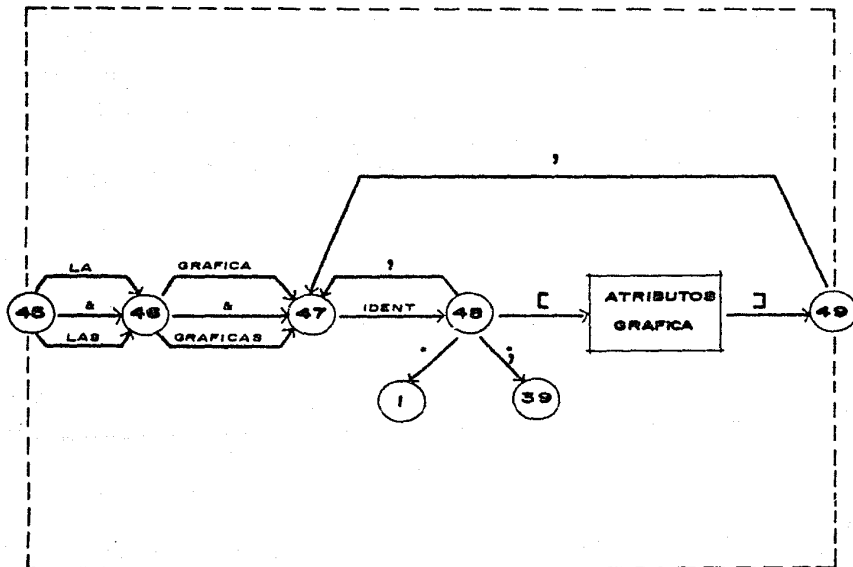 ,
LA GRAFICA ,
45 & 46 & 47 IDENT 48 [ ATRIBUTOS GRAFICA ] 49
LAS GRAFICAS . ;
1 39